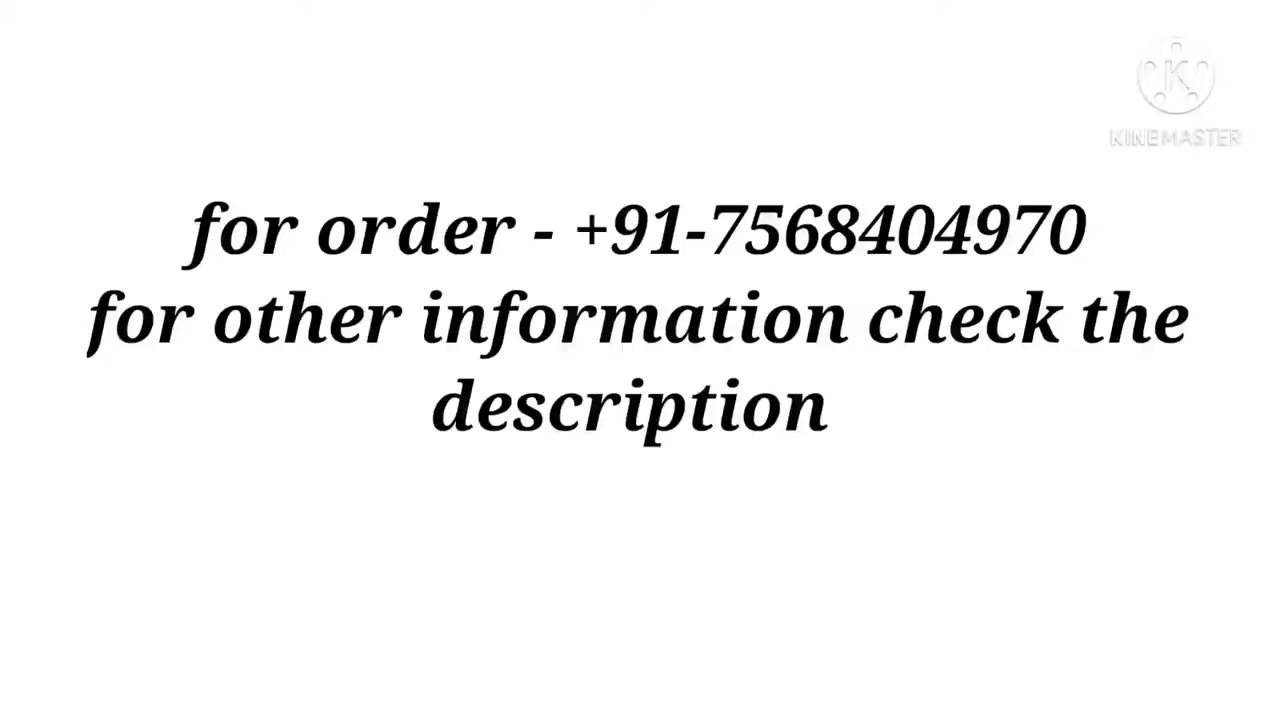 KINEMASTER
for order - +91-7568404970
for other information check the
description